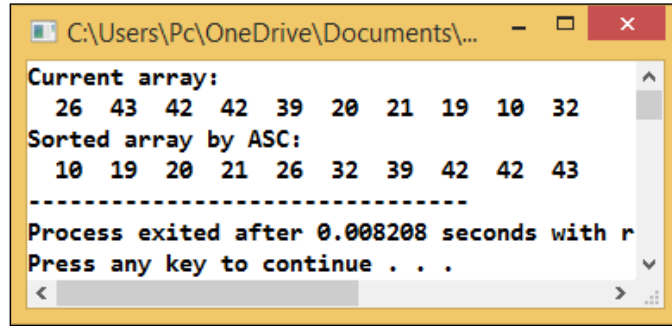 C:\Users\Pc\OneDrive\Documents\...
Current array:
26 43 42 42 39 20 21 19 10 32
Sorted array by ASC:
10 19 20 21 26 32 39 42 42 43
--------------------------------
Process exited after 0.008208 seconds with r
Press any key to continue . . .